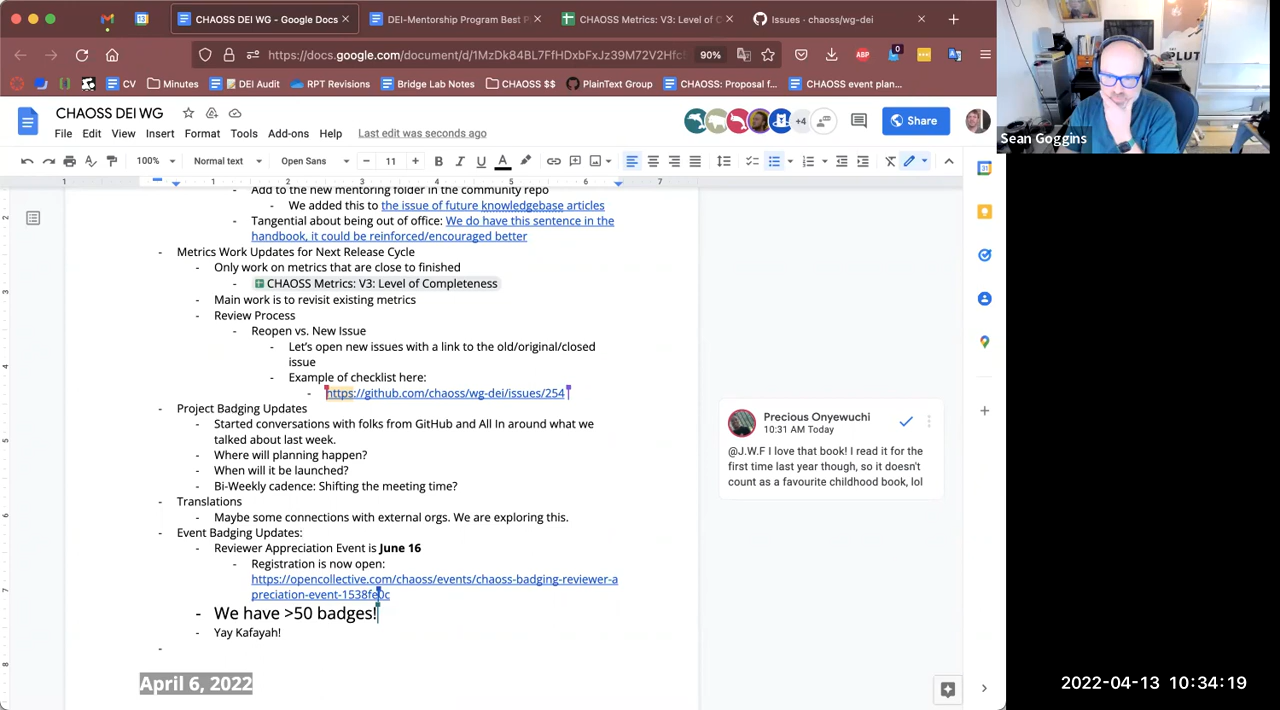 CHAOSS DEI WG - Google Docs
DEI-Mentorship Program Best P
CHAOSS Metrics: V3: Level of C
Issues · chaoss/wg-dei
https://docs.google.com/document/d/1MzDk84BL7FfHDxbFxJz39M72V2Hfc
90%
ABP
0
CV
Minutes
DEI Audit
RPT Revisions
Bridge Lab Notes
CHAOSS $$
PlainText Group
CHAOSS: Proposal f...
CHAOSS event plan...
CHAOSS DEI WG
File Edit View Insert Format Tools Add-ons Help Last edit was seconds ago
+4
Share
100% Normal text Open Sans 11 B I U A
1 1 2 3 4 5 6 7
- Add to the new mentoring folder in the community repo
- We added this to the issue of future knowledgebase articles
- Tangential about being out of office: We do have this sentence in the
handbook, it could be reinforced/encouraged better
- Metrics Work Updates for Next Release Cycle
- Only work on metrics that are close to finished
- CHAOSS Metrics: V3: Level of Completeness
- Main work is to revisit existing metrics
- Review Process
- Reopen vs. New Issue
- Let's open new issues with a link to the old/original/closed
issue
- Example of checklist here:
- https://github.com/chaoss/wg-dei/issues/254
- Project Badging Updates
- Started conversations with folks from GitHub and All In around what we
talked about last week.
- Where will planning happen?
- When will it be launched?
- Bi-Weekly cadence: Shifting the meeting time?
- Translations
- Maybe some connections with external orgs. We are exploring this.
- Event Badging Updates:
- Reviewer Appreciation Event is June 16
- Registration is now open:
https://opencollective.com/chaoss/events/chaoss-badging-reviewer-a
preciation-event-1538fe0c
- We have >50 badges!
- Yay Kafayah!
-
April 6, 2022
Precious Onyewuchi
10:31 AM Today
@J.W.F I love that book! I read it for the
first time last year though, so it doesn't
count as a favourite childhood book, lol
Sean Goggins
2022-04-13 10:34:19